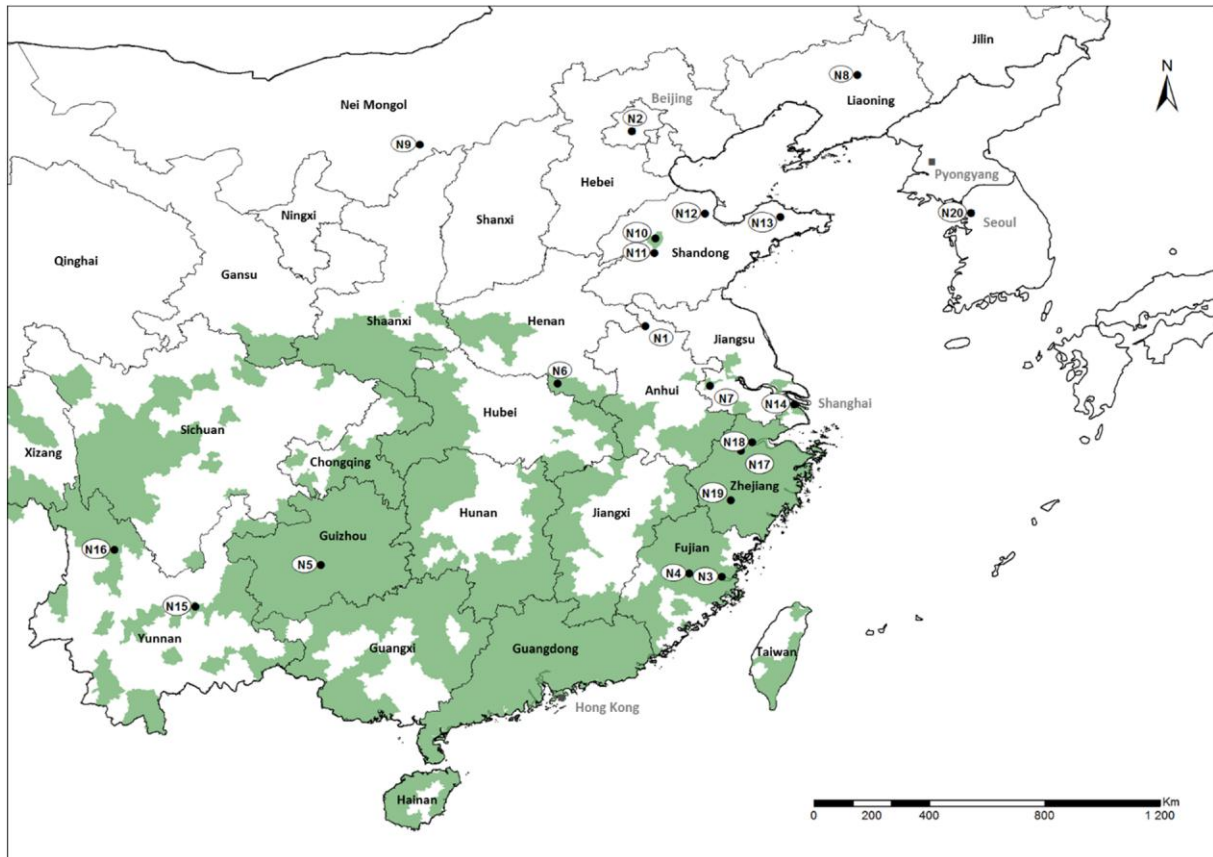 Jilin
N
N8
Liaoning
Beijing
Nei Mongol
N2
N9
Pyongyang
Hebei
Ningxi
Shanxi
N12
N13
N20
Seoul
N10
N11
Shandong
Qinghai
Gansu
Shaanxi
Henan
N1
Jiangsu
N6
Anhui
N7
N14
Shanghai
Hubei
Sichuan
N18
Xizang
Chongqing
N17
Zhejiang
N19
Hunan
Jiangxi
Guizhou
Fujian
N16
N5
N4
N3
N15
Yunnan
Guangxi
Guangdong
Taiwan
Hong Kong
Hainan
Km
0 200 400 800 1 200